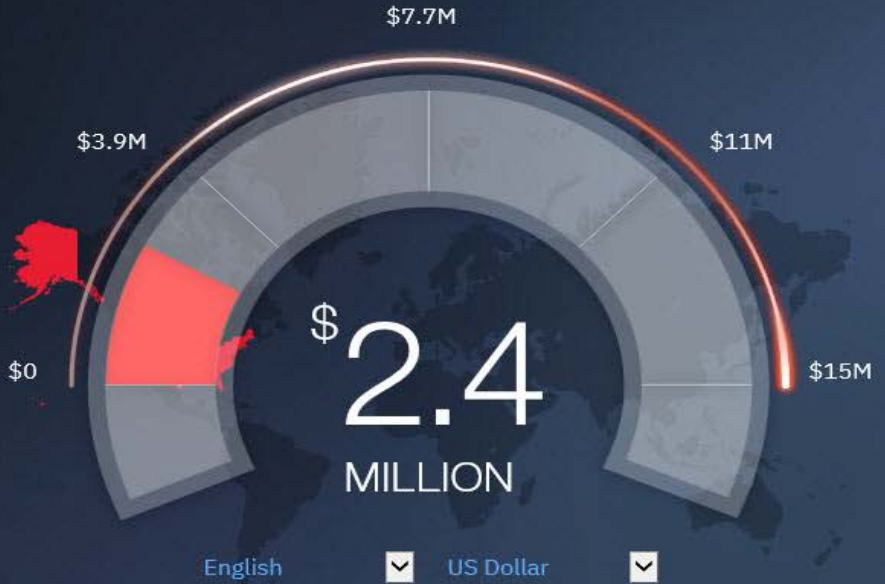 $7.7M
$3.9M
$11M
$0
$15M
$2.4
MILLION
English
US Dollar